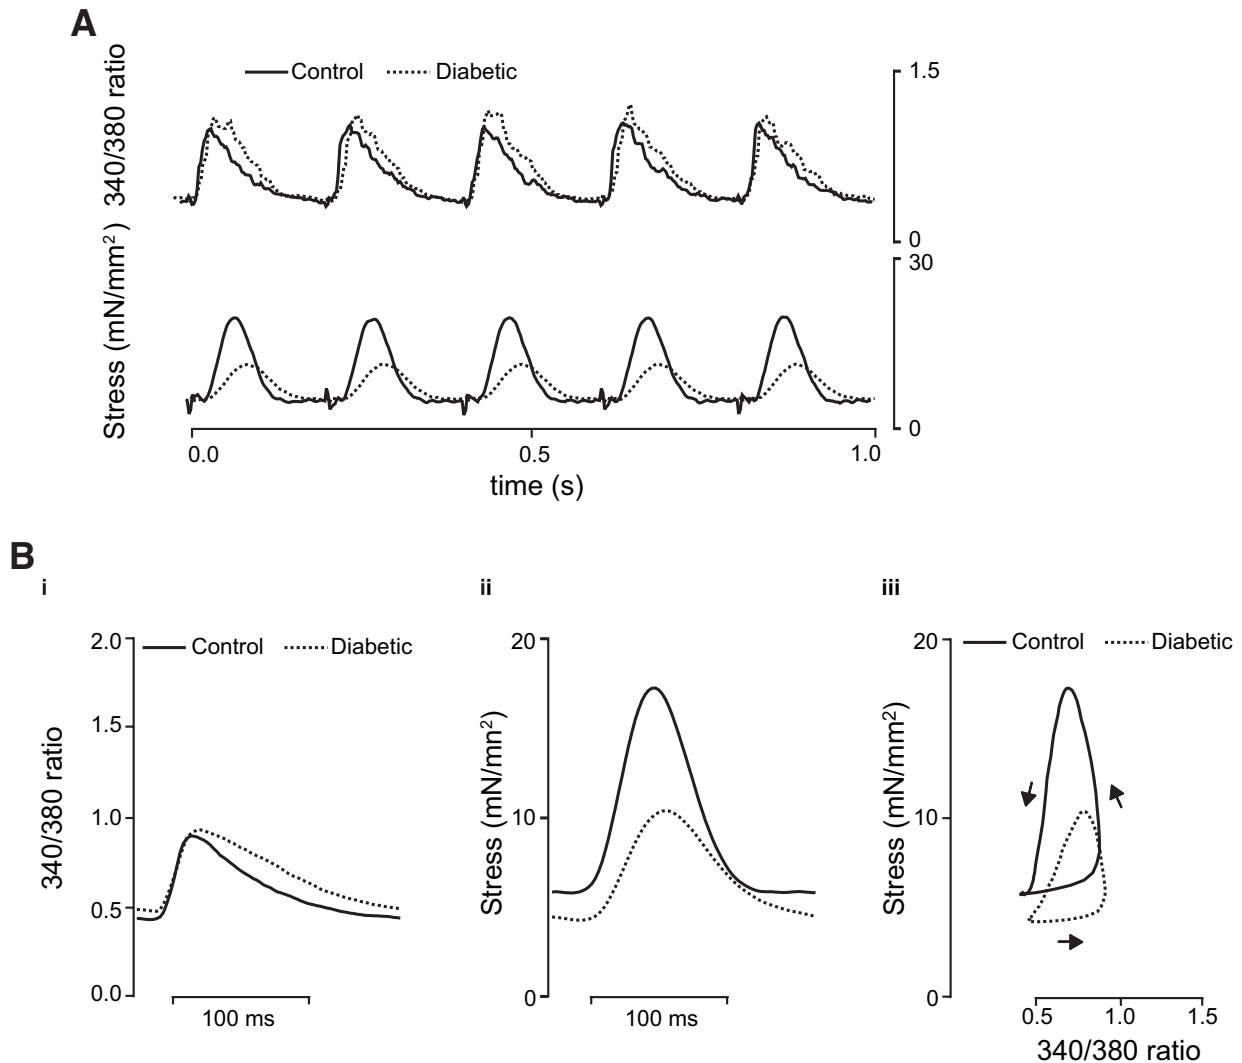 A
340/380 ratio
Control
Diabetic
1.5
0
Stress (mN/mm²)
30
0
0.0
0.5
1.0
time (s)
B
i
2.0
1.5
1.0
0.5
0.0
340/380 ratio
Control
Diabetic
100 ms
ii
20
10
0
Stress (mN/mn²)
100 ms
iii
20
10
0
Stress (mN/mm²)
Control
Diabetic
0.5
1.0
1.5
340/380 ratio